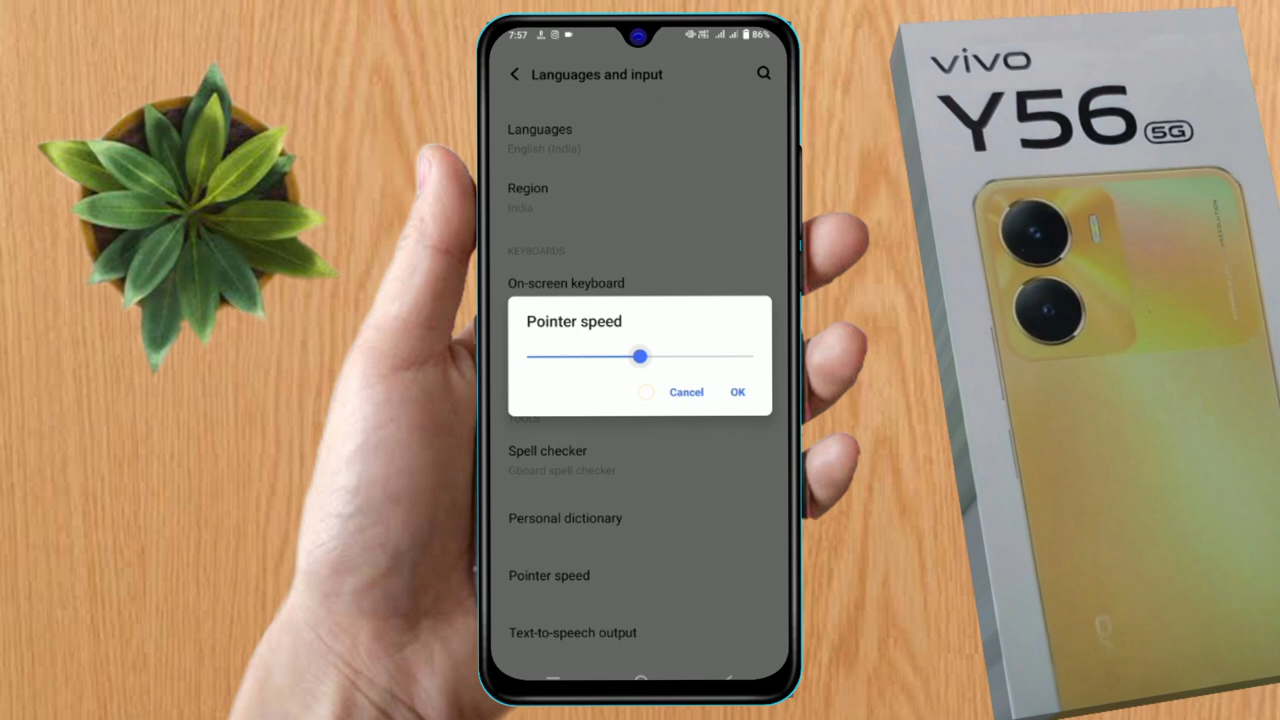 7:57
86%
Languages and input
Languages
English (India)
Region
India
KEYBOARDS
On-screen keyboard
Pointer speed
Cancel OK
TOOLS
Spell checker
Gboard spell checker
Personal dictionary
Pointer speed
Text-to-speech output
vivo
Y56 5G